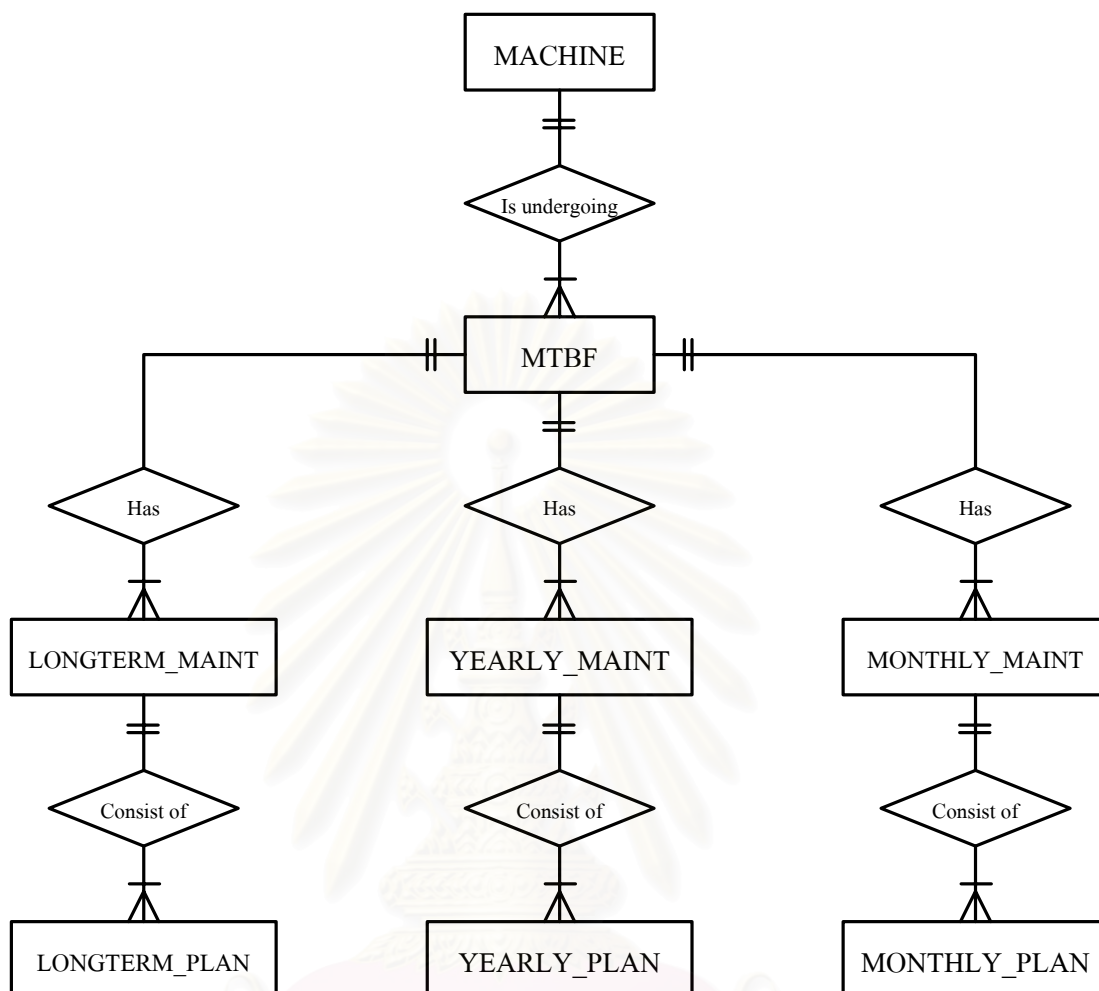 MACHINE
Is undergoing
MTBF
Has
Has
Has
LONGTERM_MAINT
YEARLY_MAINT
MONTHLY_MAINT
Consist of
Consist of
Consist of
LONGTERM_PLAN
YEARLY_PLAN
MONTHLY_PLAN